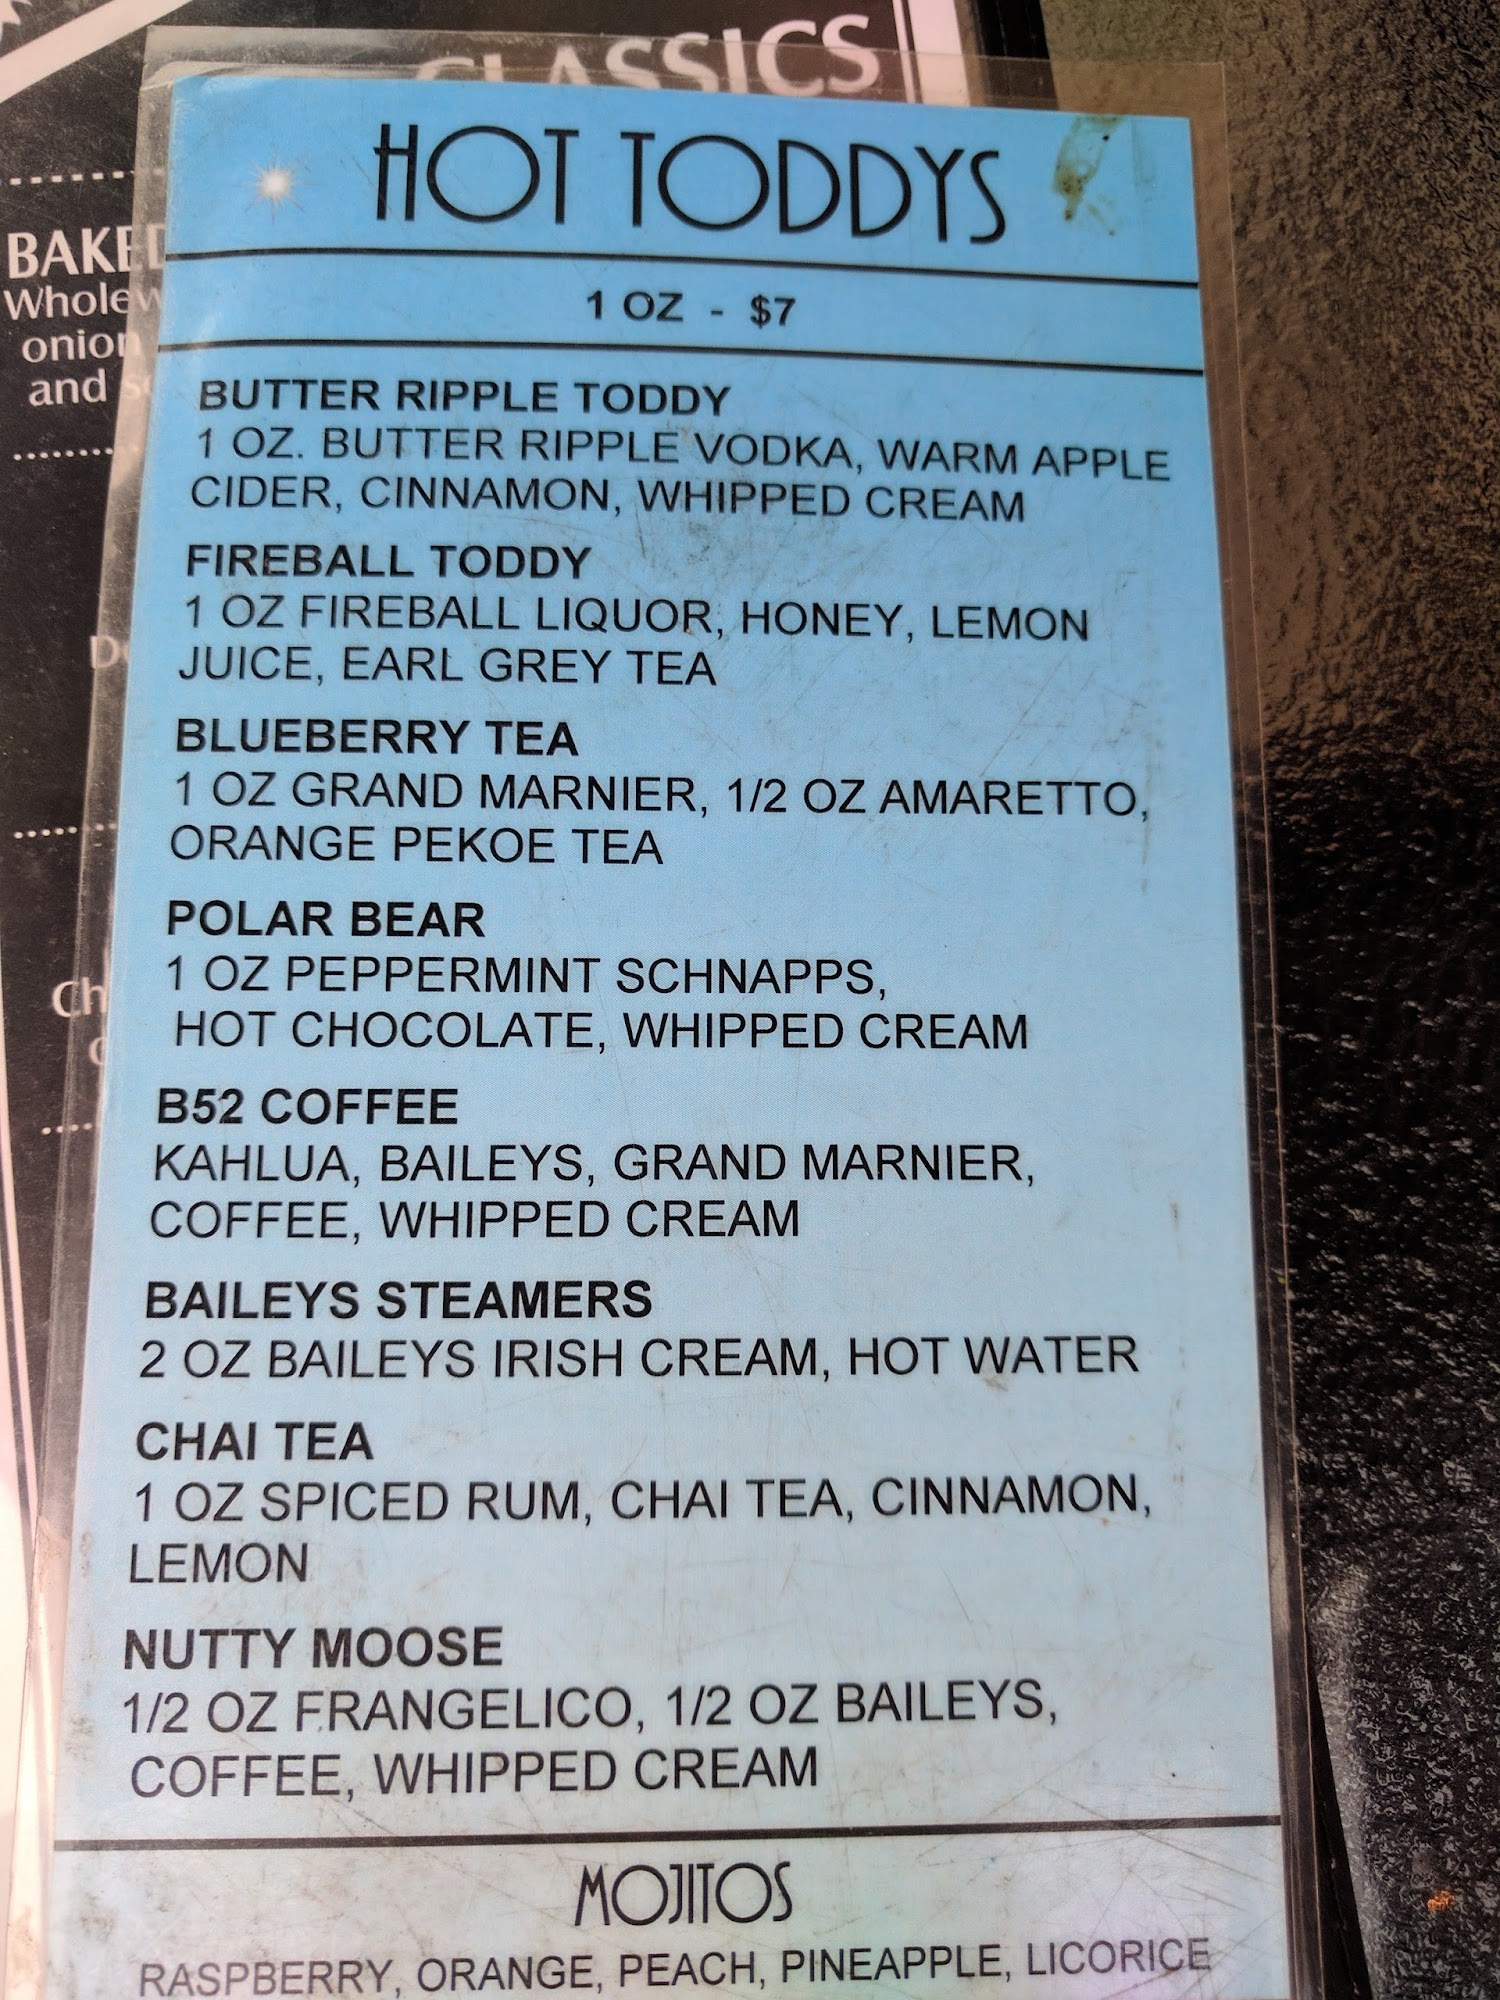 CLASSICS
HOT TODDYS
1 OZ - $7
BUTTER RIPPLE TODDY
1 OZ. BUTTER RIPPLE VODKA, WARM APPLE
CIDER, CINNAMON, WHIPPED CREAM
FIREBALL TODDY
1 OZ FIREBALL LIQUOR, HONEY, LEMON
JUICE, EARL GREY TEA
BLUEBERRY TEA
1 OZ GRAND MARNIER, 1/2 OZ AMARETTO,
ORANGE PEKOE TEA
POLAR BEAR
1 OZ PEPPERMINT SCHNAPPS,
HOT CHOCOLATE, WHIPPED CREAM
B52 COFFEE
KAHLUA, BAILEYS, GRAND MARNIER,
COFFEE, WHIPPED CREAM
BAILEYS STEAMERS
2 OZ BAILEYS IRISH CREAM, HOT WATER
CHAI TEA
1 OZ SPICED RUM, CHAI TEA, CINNAMON,
LEMON
NUTTY MOOSE
1/2 OZ FRANGELICO, 1/2 OZ BAILEYS,
COFFEE, WHIPPED CREAM
MOJITOS
RASPBERRY, ORANGE, PEACH, PINEAPPLE, LICORICE
BAKED
onion
and